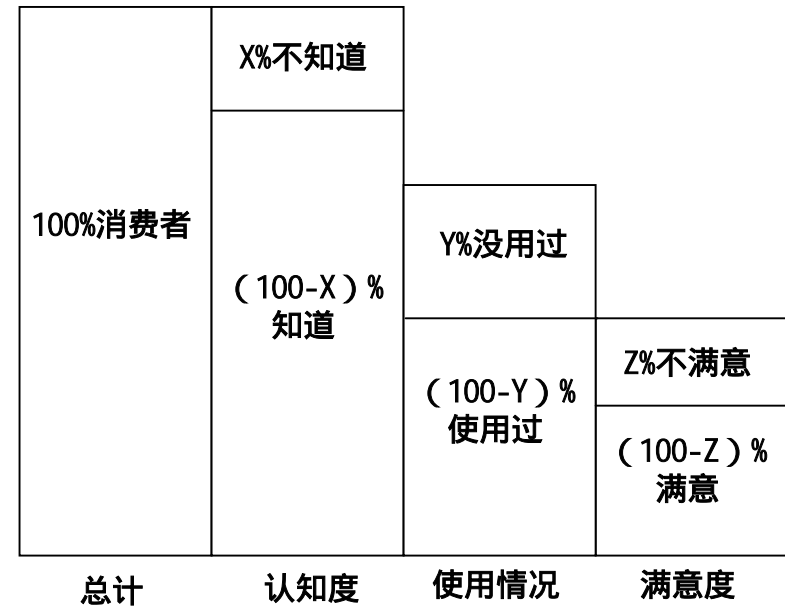 X%不知道
100%消费者
Y%没用过
（100-X）%
知道
Z%不满意
（100-Y）%
使用过
（100-Z）%
满意
总计
认知度
使用情况
满意度